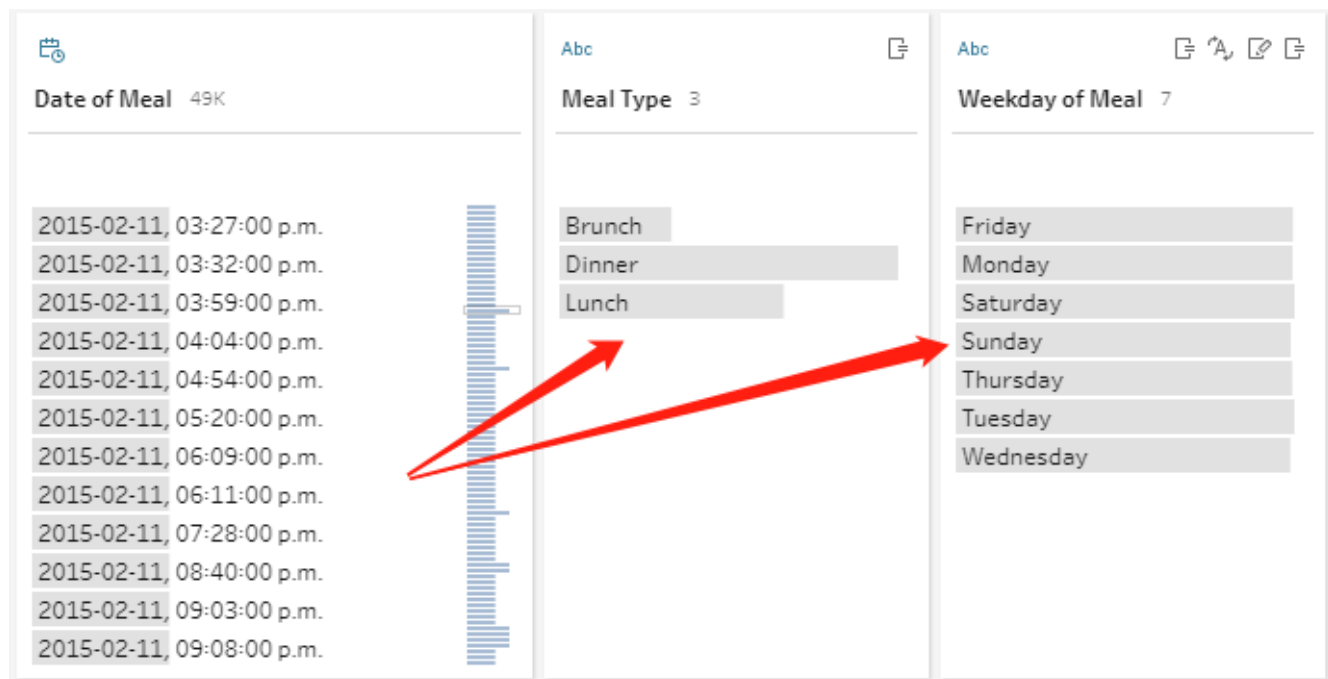 Date of Meal 49K
2015-02-11, 03:27:00 p.m.
2015-02-11, 03:32:00 p.m.
2015-02-11, 03:59:00 p.m.
2015-02-11, 04:04:00 p.m.
2015-02-11, 04:54:00 p.m.
2015-02-11, 05:20:00 p.m.
2015-02-11, 06:09:00 p.m.
2015-02-11, 06:11:00 p.m.
2015-02-11, 07:28:00 p.m.
2015-02-11, 08:40:00 p.m.
2015-02-11, 09:03:00 p.m.
2015-02-11, 09:08:00 p.m.
Abc
Meal Type 3
Brunch
Dinner
Lunch
Abc
Weekday of Meal 7
Friday
Monday
Saturday
Sunday
Thursday
Tuesday
Wednesday